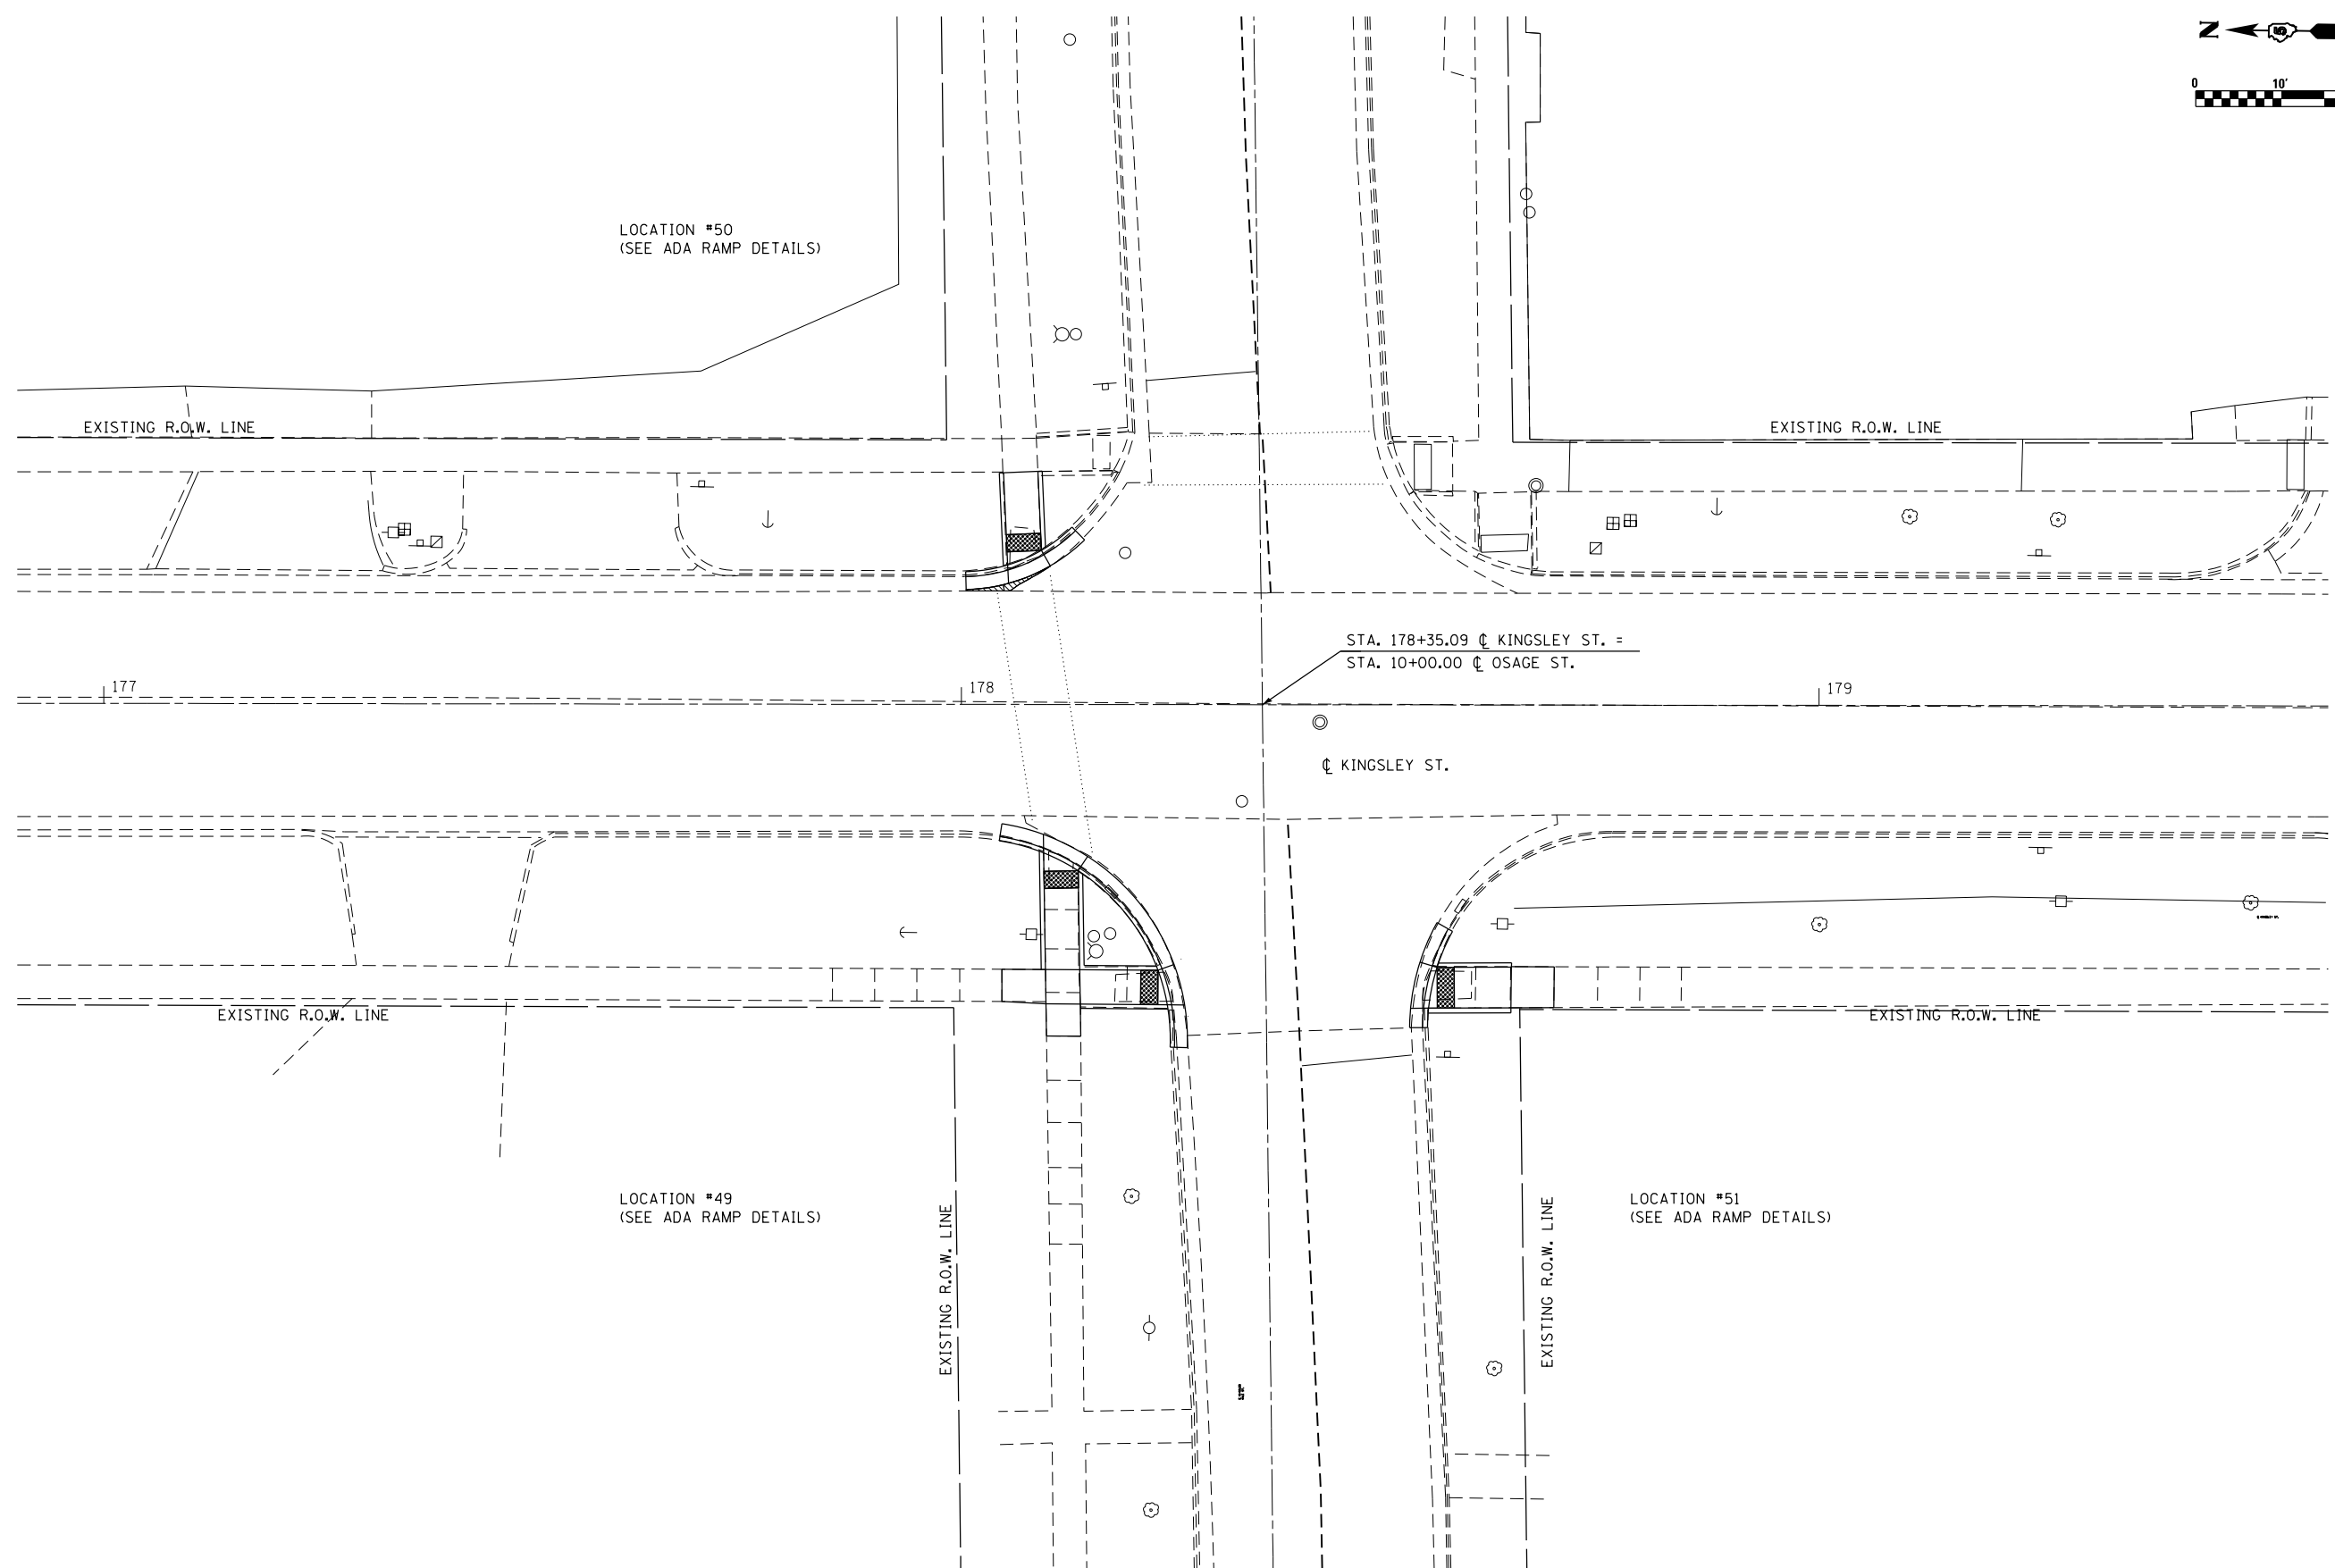 N
0 10'
LOCATION #50
(SEE ADA RAMP DETAILS)
EXISTING R.O.W. LINE
EXISTING R.O.W. LINE
STA. 178+35.09 ℄ KINGSLEY ST. =
STA. 10+00.00 ℄ OSAGE ST.
177
178
179
℄ KINGSLEY ST.
EXISTING R.O.W. LINE
EXISTING R.O.W. LINE
LOCATION #49
(SEE ADA RAMP DETAILS)
EXISTING R.O.W. LINE
EXISTING R.O.W. LINE
LOCATION #51
(SEE ADA RAMP DETAILS)